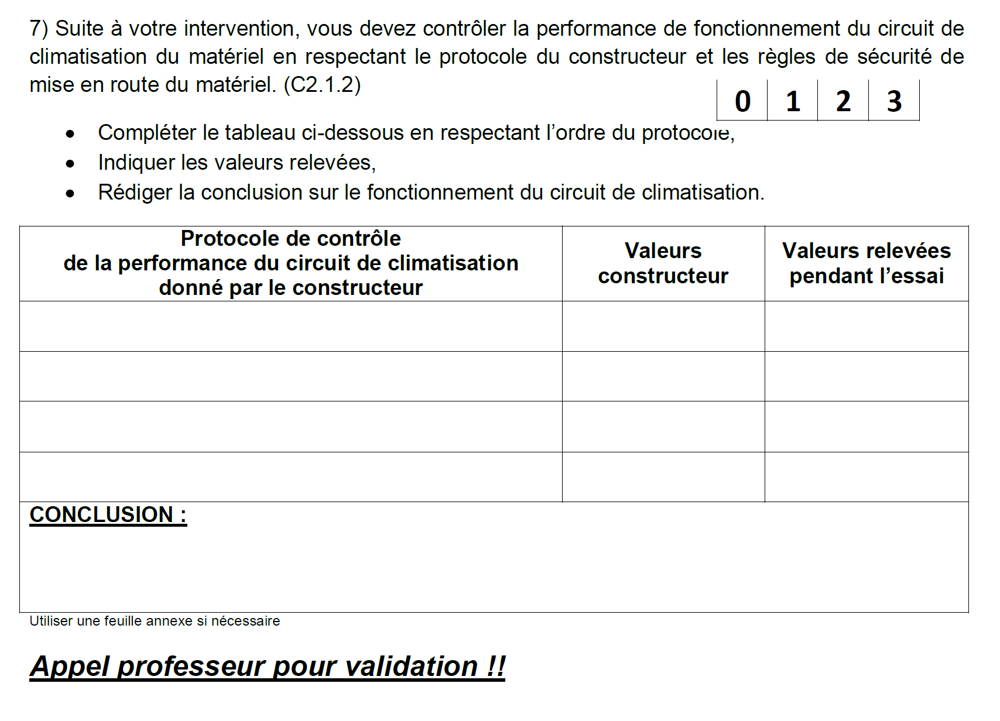 7) Suite à votre intervention, vous devez contrôler la performance de fonctionnement du circuit de
climatisation du matériel en respectant le protocole du constructeur et les règles de sécurité de
mise en route du matériel. (C2.1.2)
0 1 2 3
• Compléter le tableau ci-dessous en respectant l’ordre du protocole,
• Indiquer les valeurs relevées,
• Rédiger la conclusion sur le fonctionnement du circuit de climatisation.
Protocole de contrôle
de la performance du circuit de climatisation
donné par le constructeur
Valeurs
constructeur
Valeurs relevées
pendant l’essai
CONCLUSION :
Utiliser une feuille annexe si nécessaire
Appel professeur pour validation !!